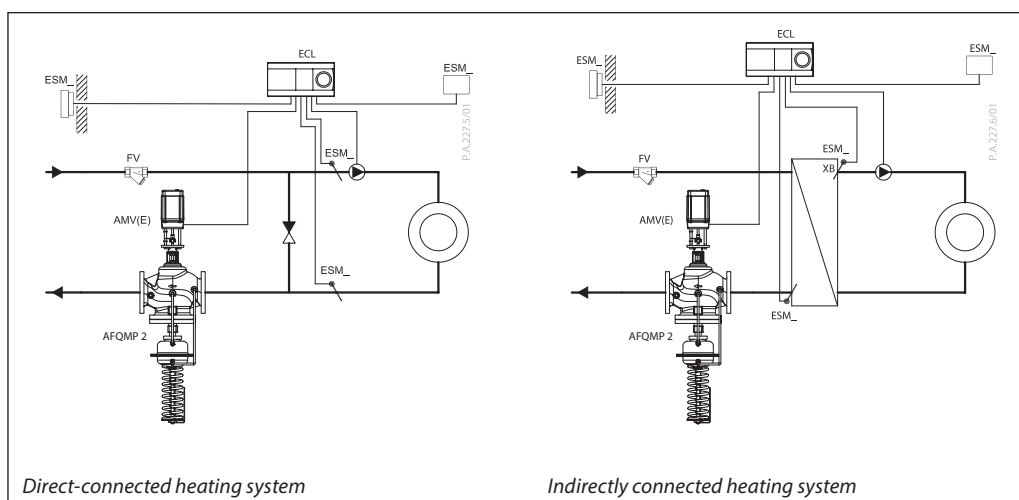 ECL
ESM_
ESM_
P.A.227.5/01
FV
ESM_
AMV(E)
ESM_
AFQMP 2
Direct-connected heating system
ECL
ESM_
ESM_
P.A.227.6/01
FV
ESM_
XB
AMV(E)
ESM_
AFQMP 2
Indirectly connected heating system